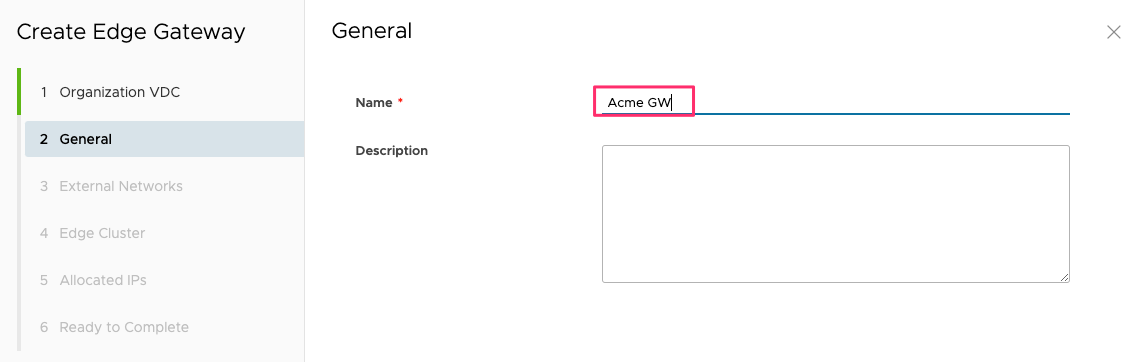 Create Edge Gateway
1 Organization VDC
2 General
3 External Networks
4 Edge Cluster
5 Allocated IPs
6 Ready to Complete
General
Name *
Acme GW
Description